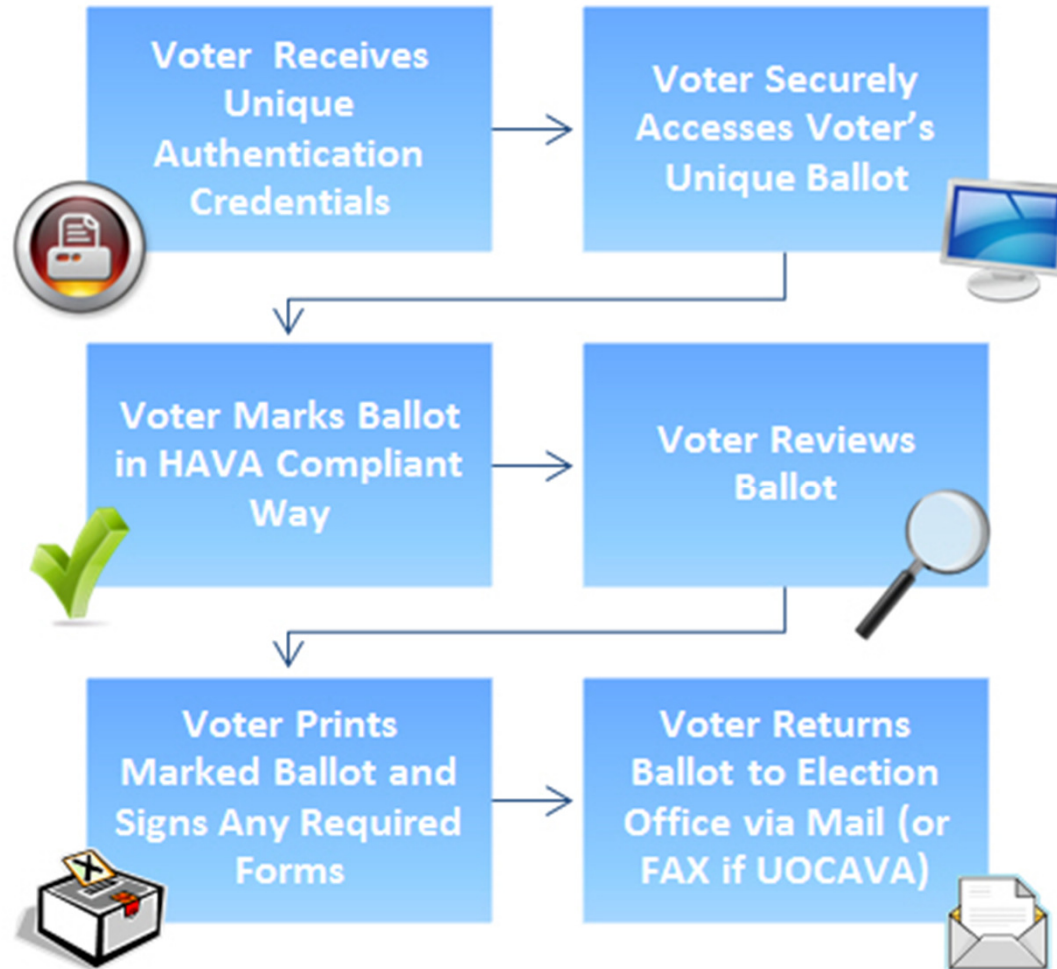 Voter Receives
Unique
Authentication
Credentials
Voter Securely
Accesses Voter's
Unique Ballot
Voter Marks Ballot
in HAVA Compliant
Way
Voter Reviews
Ballot
Voter Prints
Marked Ballot and
Signs Any Required
Forms
Voter Returns
Ballot to Election
Office via Mail (or
FAX if UOCAVA)